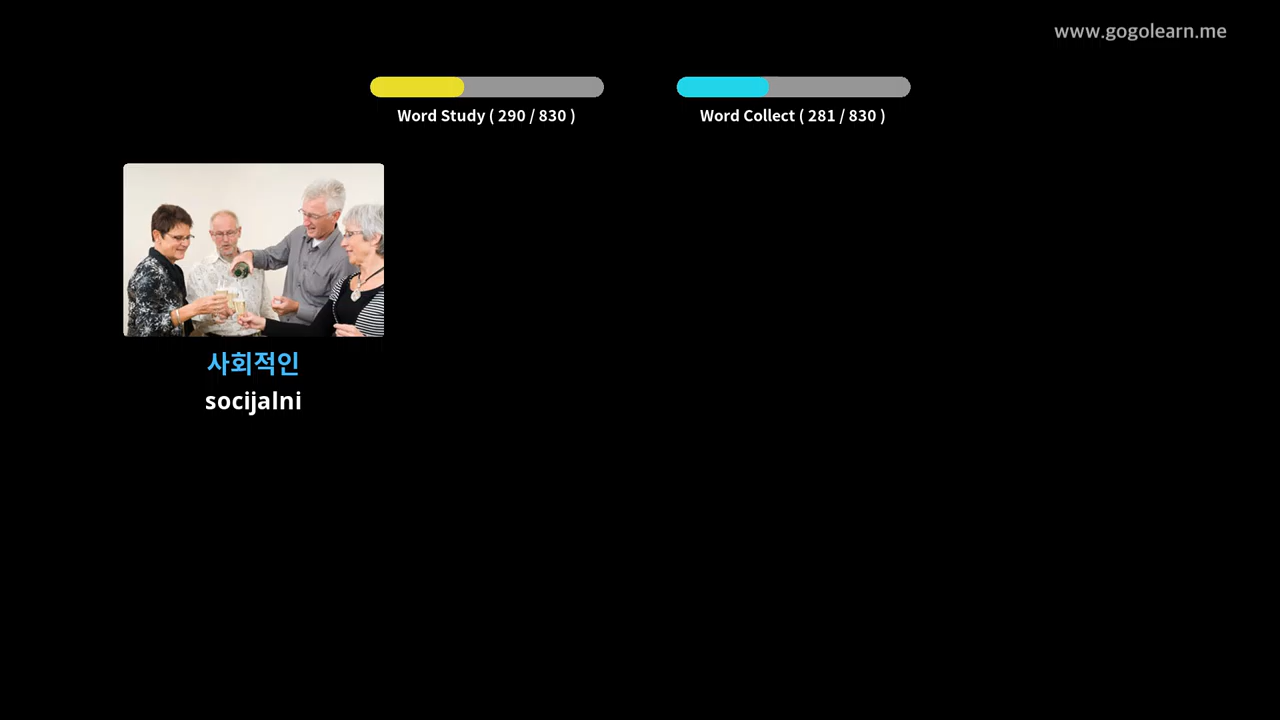 www.gogolearn.me
Word Study ( 290 / 830 )
Word Collect ( 281 / 830 )
사회적인
socijalni